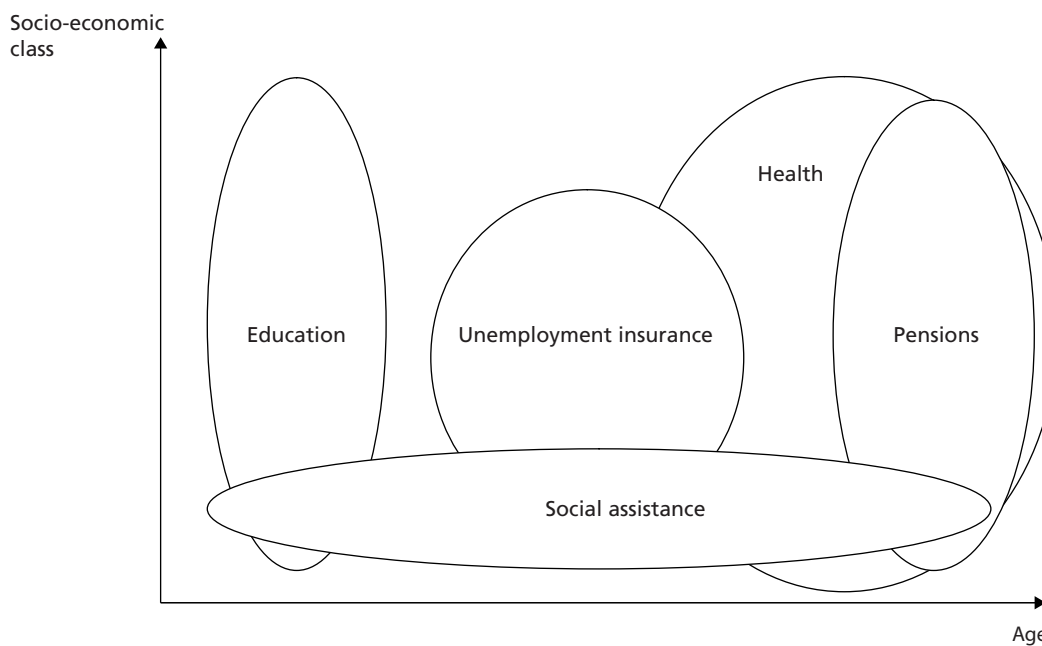 Socio-economic
class
Health
Education
Unemployment insurance
Pensions
Social assistance
Age